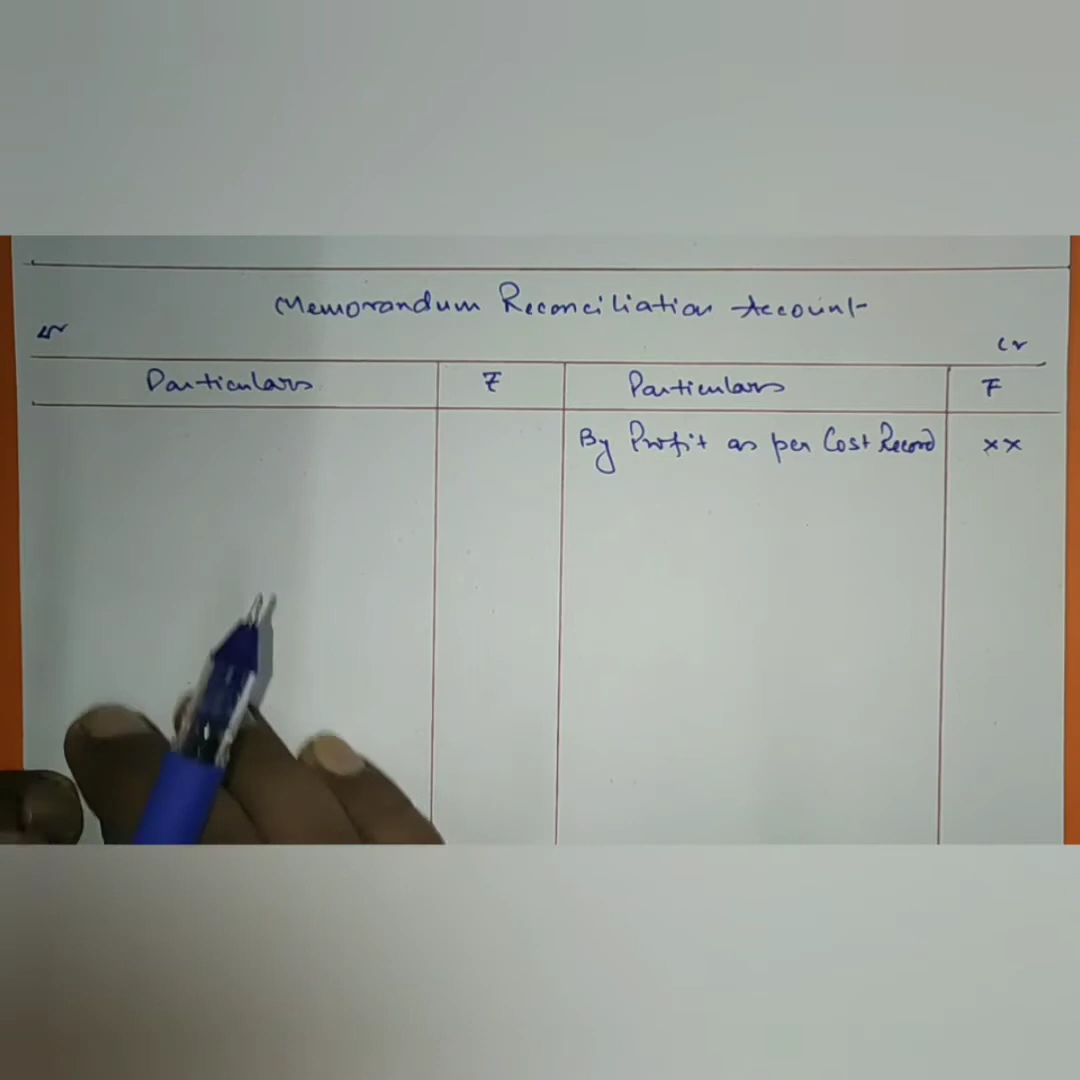 Memorandum Reconciliation Account
Dr
Cr
Particulars ₹ Particulars ₹
By Profit as per Cost Record xx